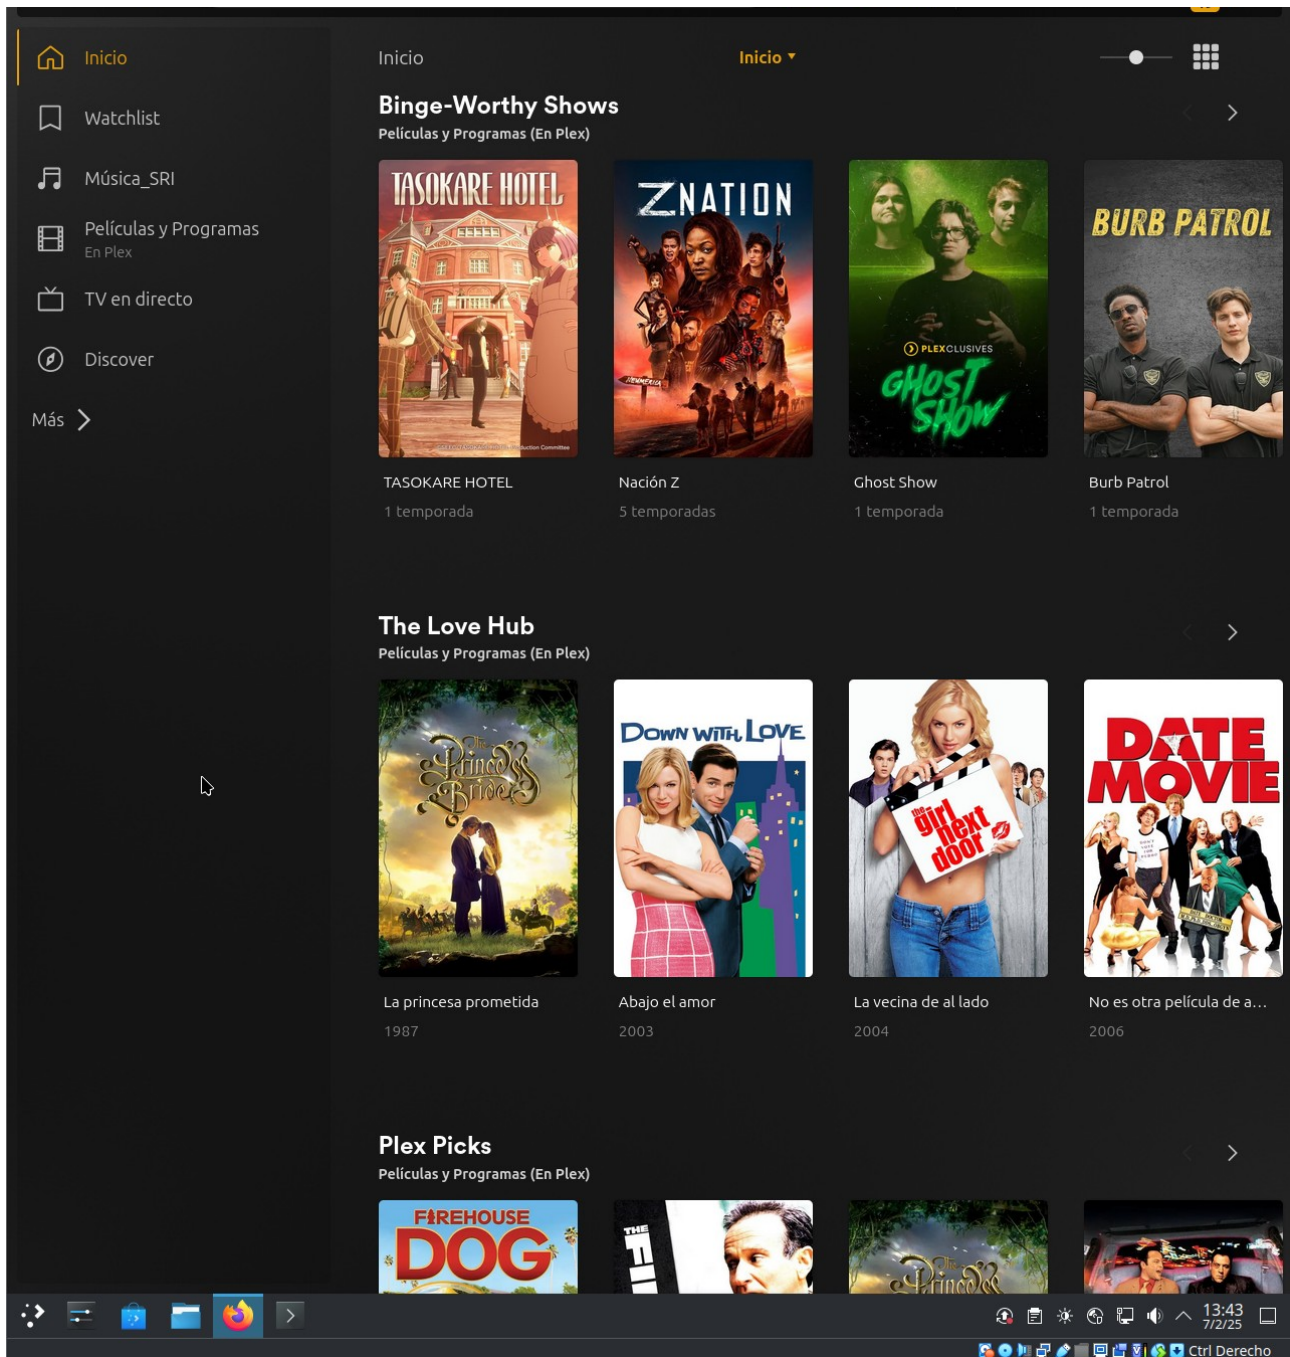 Inicio
Inicio
Inicio
Watchlist
Música_SRI
Películas y Programas
En Plex
TV en directo
Discover
Más
Binge-Worthy Shows
Películas y Programas (En Plex)
TASOKARE HOTEL
ZNATION
NEWMERICA
PLEXCLUSIVES
GHOST
SHOW
BURB PATROL
TASOKARE HOTEL
Nación Z
Ghost Show
Burb Patrol
1 temporada
5 temporadas
1 temporada
1 temporada
The Love Hub
Películas y Programas (En Plex)
The
Princess
Bride
DOWN WITH LOVE
the
girl
next
door
DATE
MOVIE
La princesa prometida
Abajo el amor
La vecina de al lado
No es otra película de a...
1987
2003
2004
2006
Plex Picks
Películas y Programas (En Plex)
FIREHOUSE
DOG
THE
The
Princess
13:43
7/2/25
Ctrl Derecho